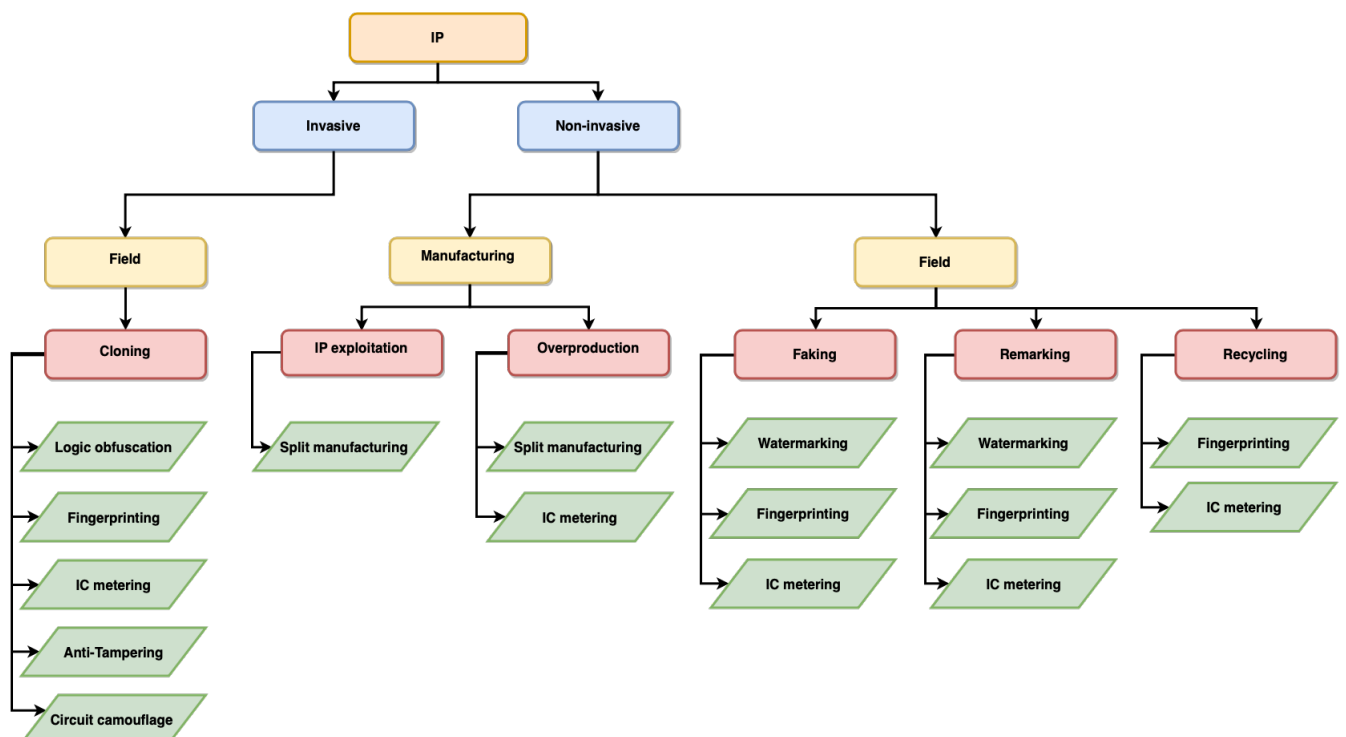 IP
Invasive
Non-invasive
Field
Manufacturing
Field
Cloning
IP exploitation
Overproduction
Faking
Remarking
Recycling
Logic obfuscation
Split manufacturing
Split manufacturing
Watermarking
Watermarking
Fingerprinting
Fingerprinting
IC metering
Fingerprinting
Fingerprinting
IC metering
IC metering
IC metering
IC metering
Anti-Tampering
Circuit camouflage